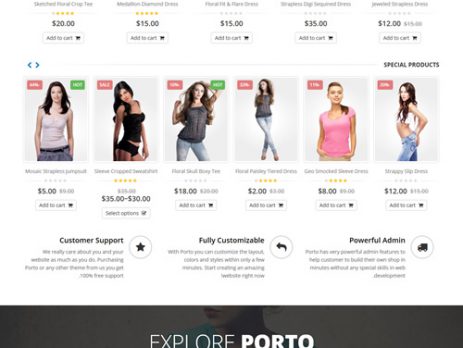 Sketched Floral Crop Tee
Medallion Diamond Dress
Floral Fit & Flare Dress
Strapless Digi Sequined Dress
Jeweled Strapless Dress
$20.00
$15.00
$15.00
$35.00
$12.00 $15.00
Add to cart
Add to cart
Add to cart
Add to cart
Add to cart
SPECIAL PRODUCTS
HOT
SALE
HOT
Mosaic Strapless Jumpsuit
Sleeve Cropped Sweatshirt
Floral Skull Boxy Tee
Floral Paisley Tiered Dress
Geo Smocked Sleeve Dress
Strappy Slip Dress
$5.00 $9.00
$35.00
$35.00–$30.00
$18.00 $20.00
$2.00 $3.00
$8.00 $9.00
$12.00 $15.00
Add to cart
Select options
Add to cart
Add to cart
Add to cart
Add to cart
Customer Support
We really care about you and your
website as much as you do. Purchasing
Porto or any other theme from us you get
.100% free support
Fully Customizable
With Porto you can customize the layout,
colors and styles within only a few
minutes. Start creating an amazing
!website right now
Powerful Admin
Porto has very powerful admin features to
help customer to build their own shop in
minutes without any special skills in web
.development
EXPLORE PORTO